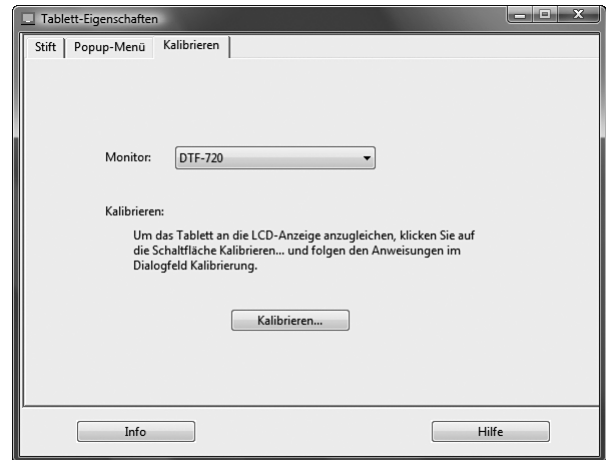 Tablett-Eigenschaften
Stift Popup-Menü Kalibrieren
Monitor: DTF-720
Kalibrieren:
Um das Tablett an die LCD-Anzeige anzugleichen, klicken Sie auf
die Schaltfläche Kalibrieren... und folgen den Anweisungen im
Dialogfeld Kalibrierung.
Kalibrieren...
Info Hilfe